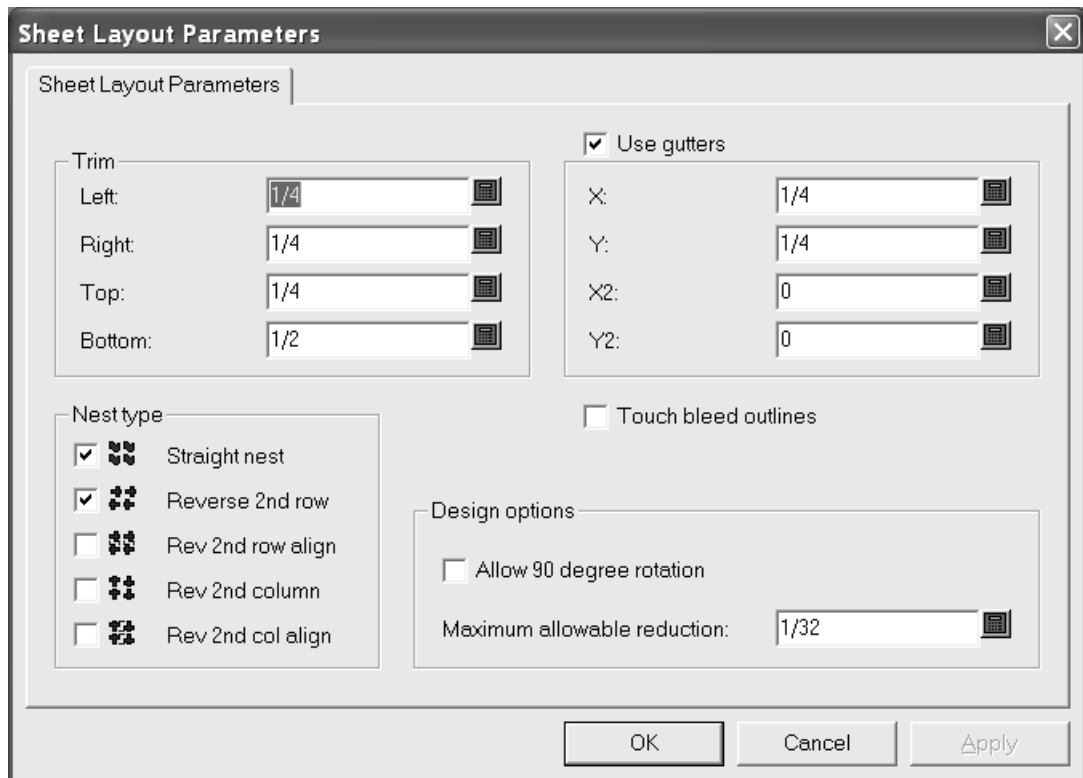 Sheet Layout Parameters
Sheet Layout Parameters
Trim
Left: 1/4
Right: 1/4
Top: 1/4
Bottom: 1/2
Use gutters
X: 1/4
Y: 1/4
X2: 0
Y2: 0
Touch bleed outlines
Nest type
Straight nest
Reverse 2nd row
Rev 2nd row align
Rev 2nd column
Rev 2nd col align
Design options
Allow 90 degree rotation
Maximum allowable reduction: 1/32
OK Cancel Apply